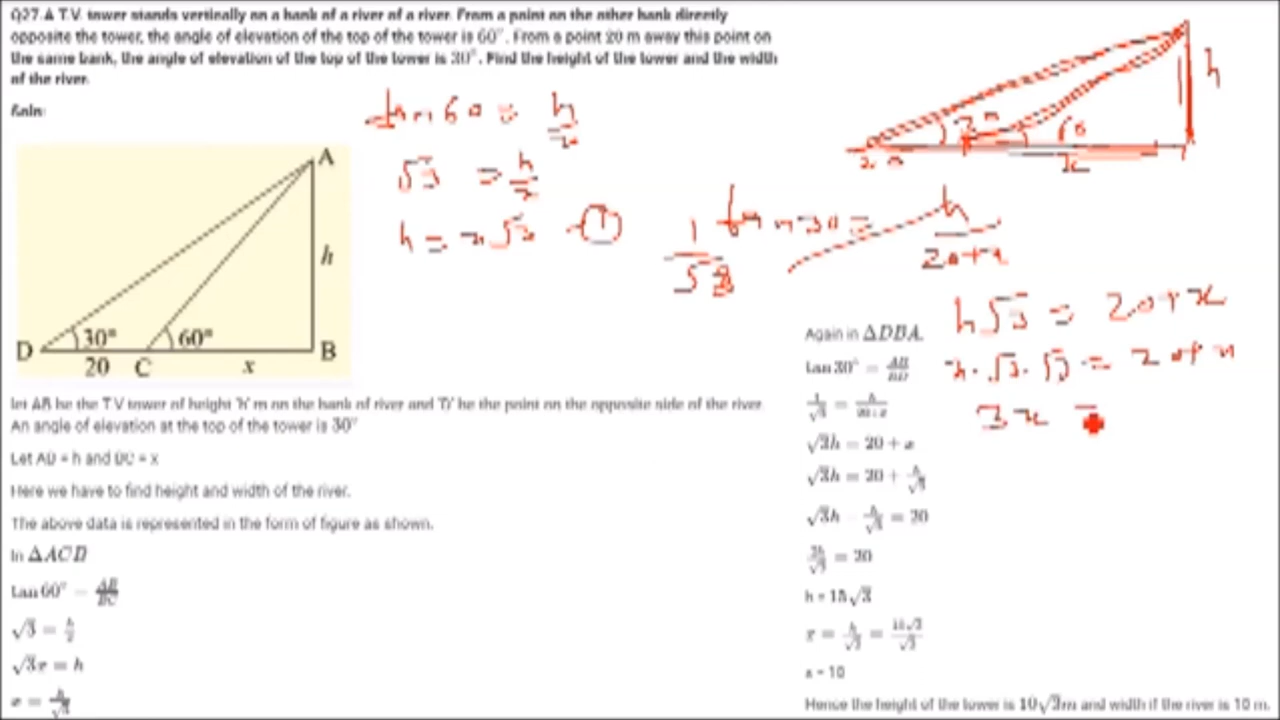 Q27.A T.V. tower stands vertically on a bank of a river of a river. From a point on the other bank directly
opposite the tower, the angle of elevation of the top of the tower is 60°. From a point 20 m away this point on
the same bank, the angle of elevation of the top of the tower is 30°. Find the height of the tower and the width
of the river.
Soln:
A
h
D 30° 60° B
20 C x
tan 60 = h/x
√3 = h/x
h = x√3 - ①
h
60
x
tan 30 = h/20+x
1/√3
h√3 = 20+x
x·√3·√3 = 20+x
3x =
let AB be the T.V tower of height 'h' m on the bank of river and 'D' be the point on the opposite side of the river.
An angle of elevation at the top of the tower is 30°
Let AB = h and BC = x
Here we have to find height and width of the river.
The above data is represented in the form of figure as shown.
In ΔACB
tan 60° = AB/BC
√3 = h/x
√3x = h
x = h/√3
Again in ΔDBA.
tan 30° = AB/BD
1/√3 = h/20+x
√3h = 20 + x
√3h = 20 + h/√3
√3h - h/√3 = 20
2h/√3 = 20
x = 10
Hence the height of the tower is 10√3m and width if the river is 10 m.